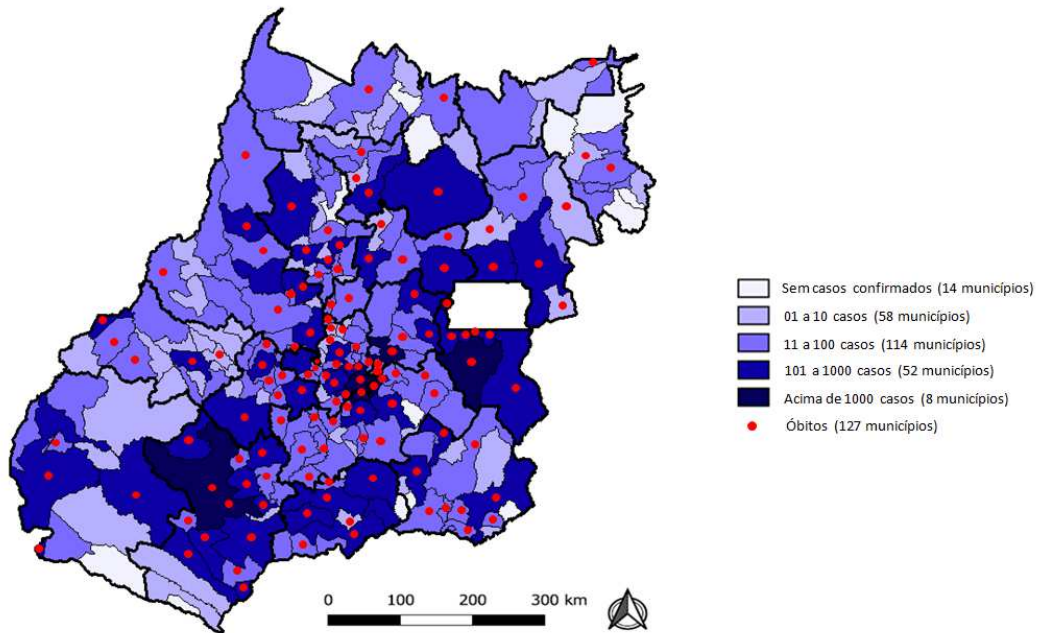 Sem casos confirmados (14 municípios)
01 a 10 casos (58 municípios)
11 a 100 casos (114 municípios)
101 a 1000 casos (52 municípios)
Acima de 1000 casos (8 municípios)
Óbitos (127 municípios)
0 100 200 300 km